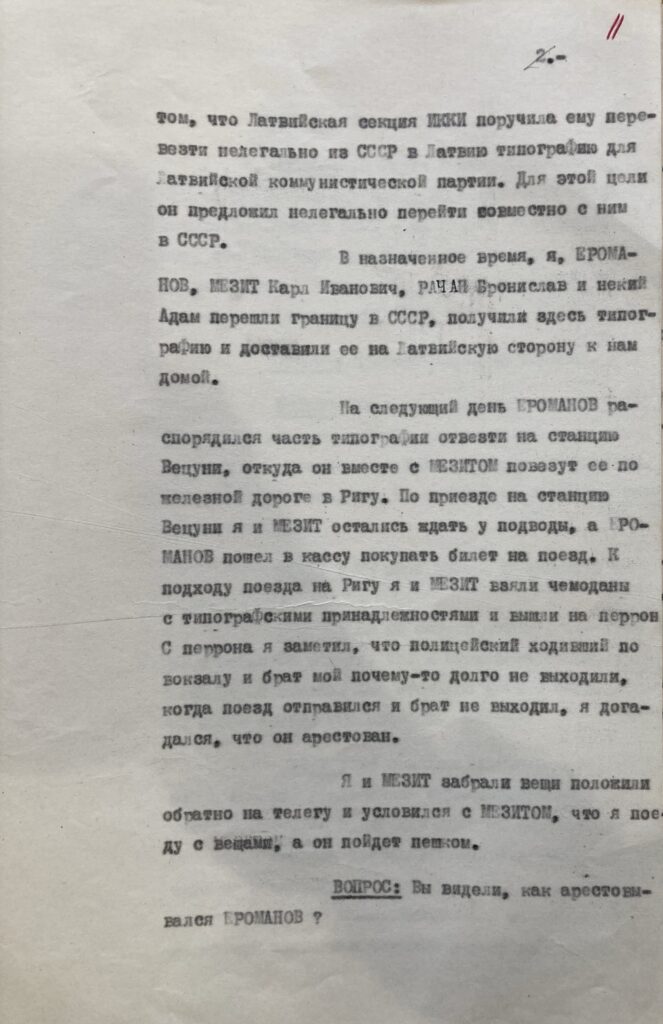 11
2.-
том, что Латвийская секция ИККИ поручила ему пере-
везти нелегально из СССР в Латвию типографию для
Латвийской коммунистической партии. Для этой цели
он предложил нелегально перейти совместно с ним
в СССР.
В назначенное время, я, ЕРОМА-
НОВ, МЕЗИТ Карл Иванович, РАЧАЙ Бронислав и некий
Адам перешли границу в СССР, получили здесь типог-
рафию и доставили ее на Латвийскую сторону к нам
домой.
На следующий день ЕРОМАНОВ ра-
спорядился часть типографии отвезти на станцию
Вецуни, откуда он вместе с МЕЗИТОМ повезут ее по
железной дороге в Ригу. По приезде на станцию
Вецуни я и МЕЗИТ остались ждать у подводы, а ЕРО-
МАНОВ пошел в кассу покупать билет на поезд. К
подходу поезда на Ригу я и МЕЗИТ взяли чемоданы
с типографскими принадлежностями и вышли на перрон
С перрона я заметил, что полицейский ходивший по
вокзалу и брат мой почему-то долго не выходили,
когда поезд отправился и брат не выходил, я дога-
дался, что он арестован.
Я и МЕЗИТ забрали вещи положили
обратно на телегу и условился с МЕЗИТОМ, что я пое-
ду с вещами, а он пойдет пешком.
ВОПРОС: Вы видели, как арестовы-
вался ЕРОМАНОВ ?